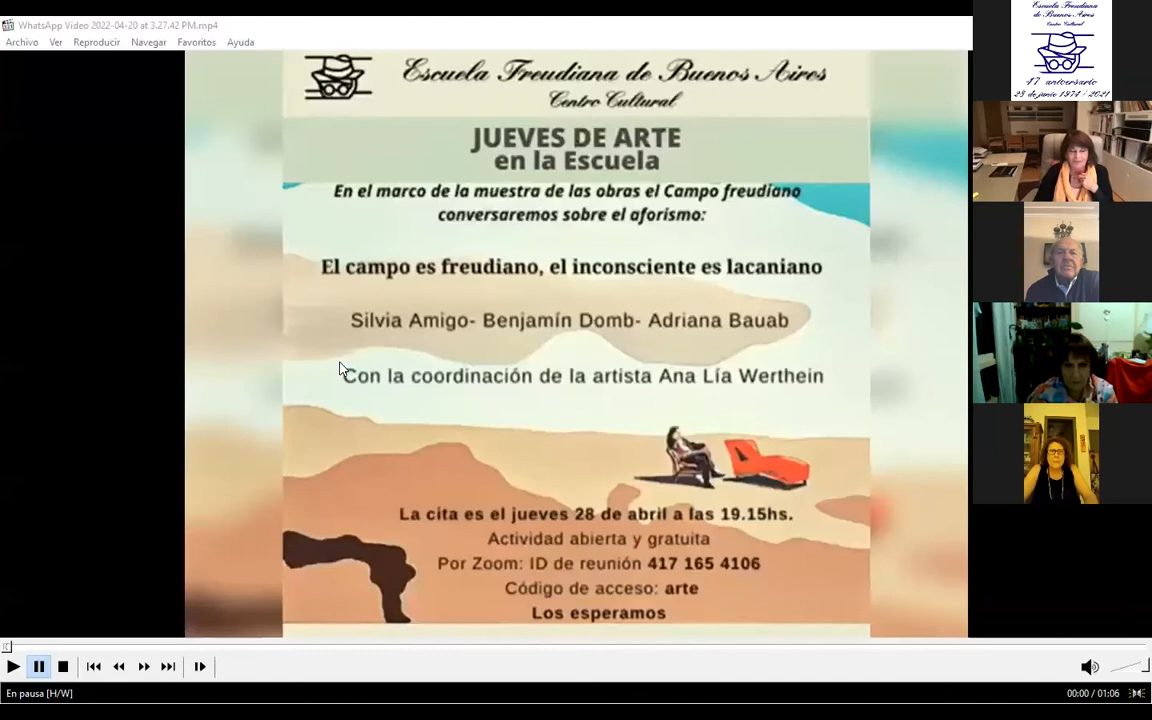 WhatsApp Video 2022-04-20 at 3.27.42 PM.mp4
Archivo Ver Reproducir Navegar Favoritos Ayuda
Escuela Freudiana de Buenos Aires
Centro Cultural
JUEVES DE ARTE
en la Escuela
En el marco de la muestra de las obras el Campo freudiano
conversaremos sobre el aforismo:
El campo es freudiano, el inconsciente es lacaniano
Silvia Amigo- Benjamín Domb- Adriana Bauab
Con la coordinación de la artista Ana Lía Werthein
La cita es el jueves 28 de abril a las 19.15hs.
Actividad abierta y gratuita
Por Zoom: ID de reunión 417 165 4106
Código de acceso: arte
Los esperamos
En pausa [H/W]
00:00 / 01:06
Escuela Freudiana
de Buenos Aires
Centro Cultural
47 aniversario
28 de junio 1974 / 2021